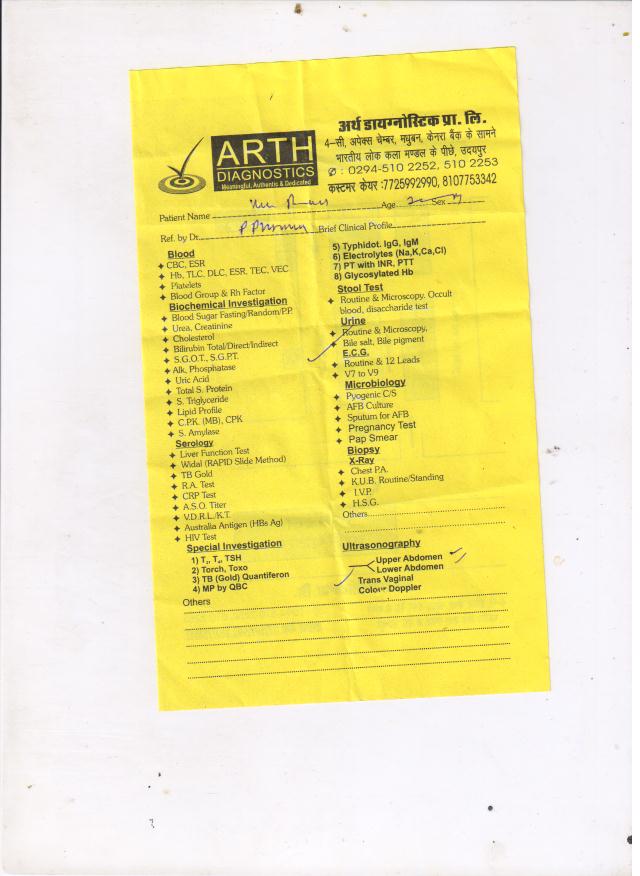 अर्थ डायग्नोस्टिक प्रा. लि.
ARTH
DIAGNOSTICS
Meaningful, Authentic & Dedicated
4-सी, अपेक्स चेम्बर, मधुबन, केनरा बैंक के सामने
भारतीय लोक कला मण्डल के पीछे, उदयपुर
✆ : 0294-510 2252, 510 2253
कस्टमर केयर :7725992990, 8107753342
Patient Name Age Sex
Ref. by Dr. Brief Clinical Profile
Blood
CBC, ESR
Hb, TLC, DLC, ESR, TEC, VEC
Platelets
Blood Group & Rh Factor
Biochemical Investigation
Blood Sugar Fasting/Random/P.P.
Urea, Creatinine
Cholesterol
Bilirubin Total/Direct/Indirect
S.G.O.T., S.G.P.T.
Alk. Phosphatase
Uric Acid
Total S. Protein
S. Triglyceride
Lipid Profile
C.P.K. (MB), CPK
S. Amylase
Serology
Liver Function Test
Widal (RAPID Slide Method)
TB Gold
R.A. Test
CRP Test
A.S.O. Titer
V.D.R.L./K.T.
Australia Antigen (HBs Ag)
HIV Test
Special Investigation
1) T3, T4, TSH
2) Torch, Toxo
3) TB (Gold) Quantiferon
4) MP by QBC
5) Typhidot. IgG, IgM
6) Electrolytes (Na,K,Ca,Cl)
7) PT with INR, PTT
8) Glycosylated Hb
Stool Test
Routine & Microscopy. Occult
blood, disaccharide test
Urine
Routine & Microscopy,
Bile salt, Bile pigment
E.C.G.
Routine & 12 Leads
V7 to V9
Microbiology
Pyogenic C/S
AFB Culture
Sputum for AFB
Pregnancy Test
Pap Smear
Biopsy
X-Ray
Chest P.A.
K.U.B. Routine/Standing
I.V.P.
H.S.G.
Others
Ultrasonography
Upper Abdomen
Lower Abdomen
Trans Vaginal
Colour Doppler
Others